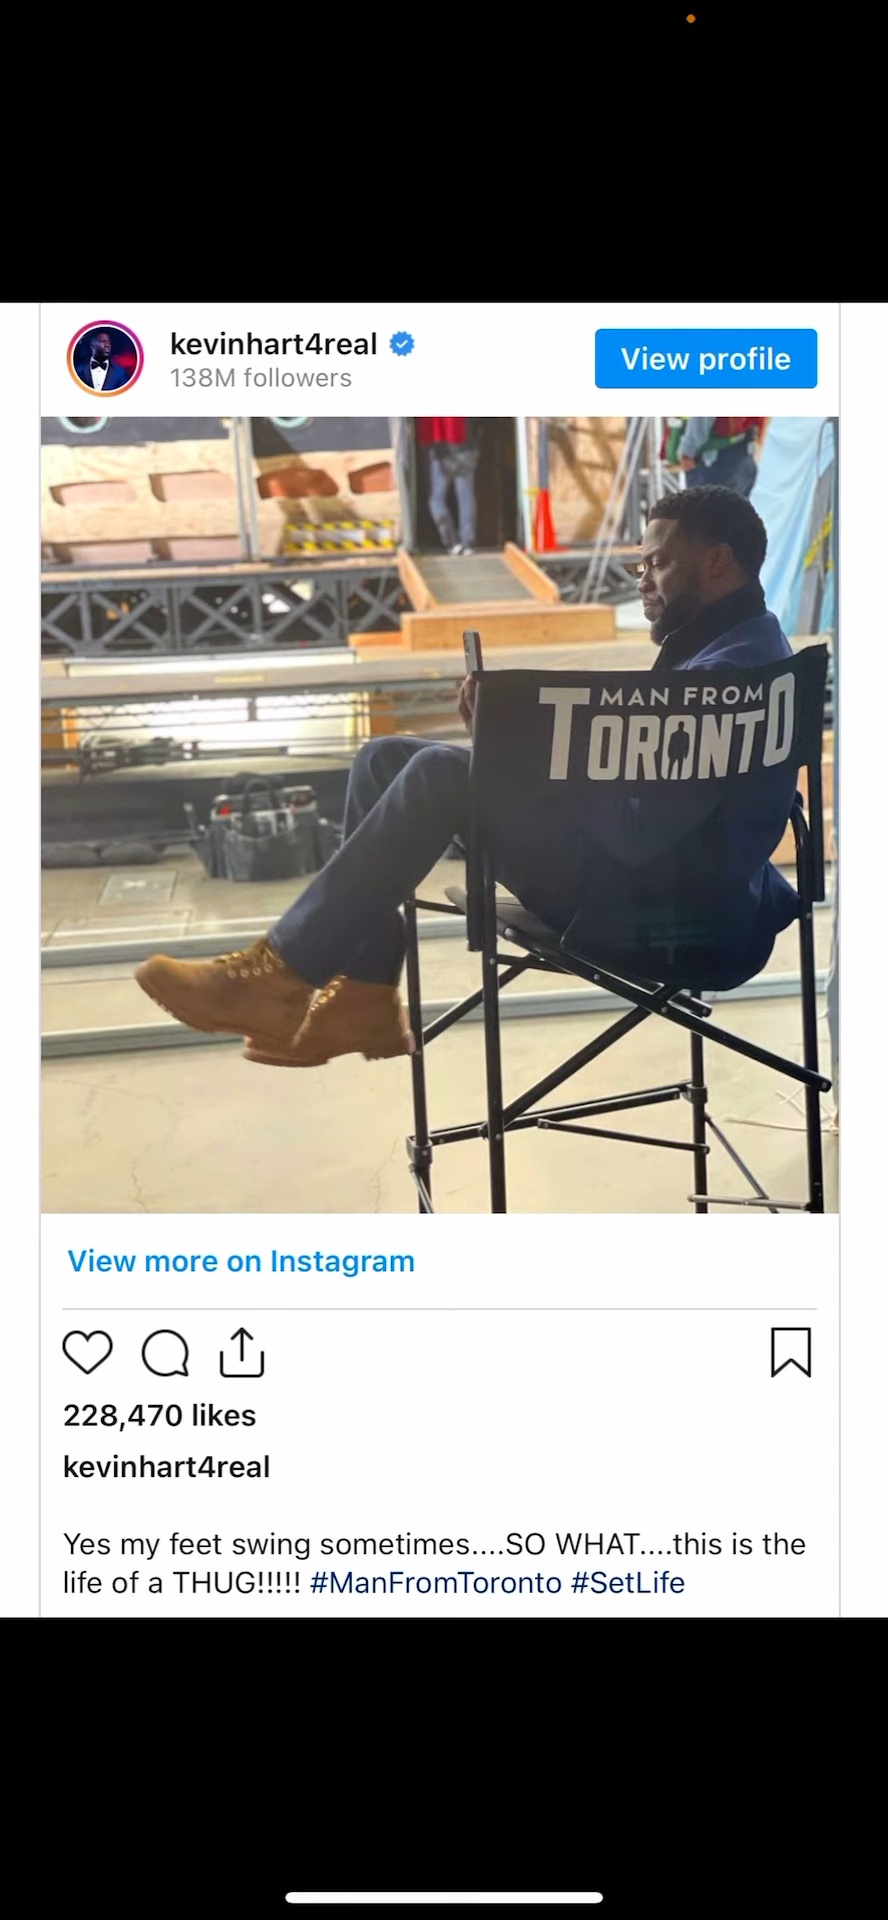 kevinhart4real
138M followers
View profile
MAN FROM
TORONTO
View more on Instagram
228,470 likes
kevinhart4real
Yes my feet swing sometimes....SO WHAT....this is the
life of a THUG!!!!! #ManFromToronto #SetLife